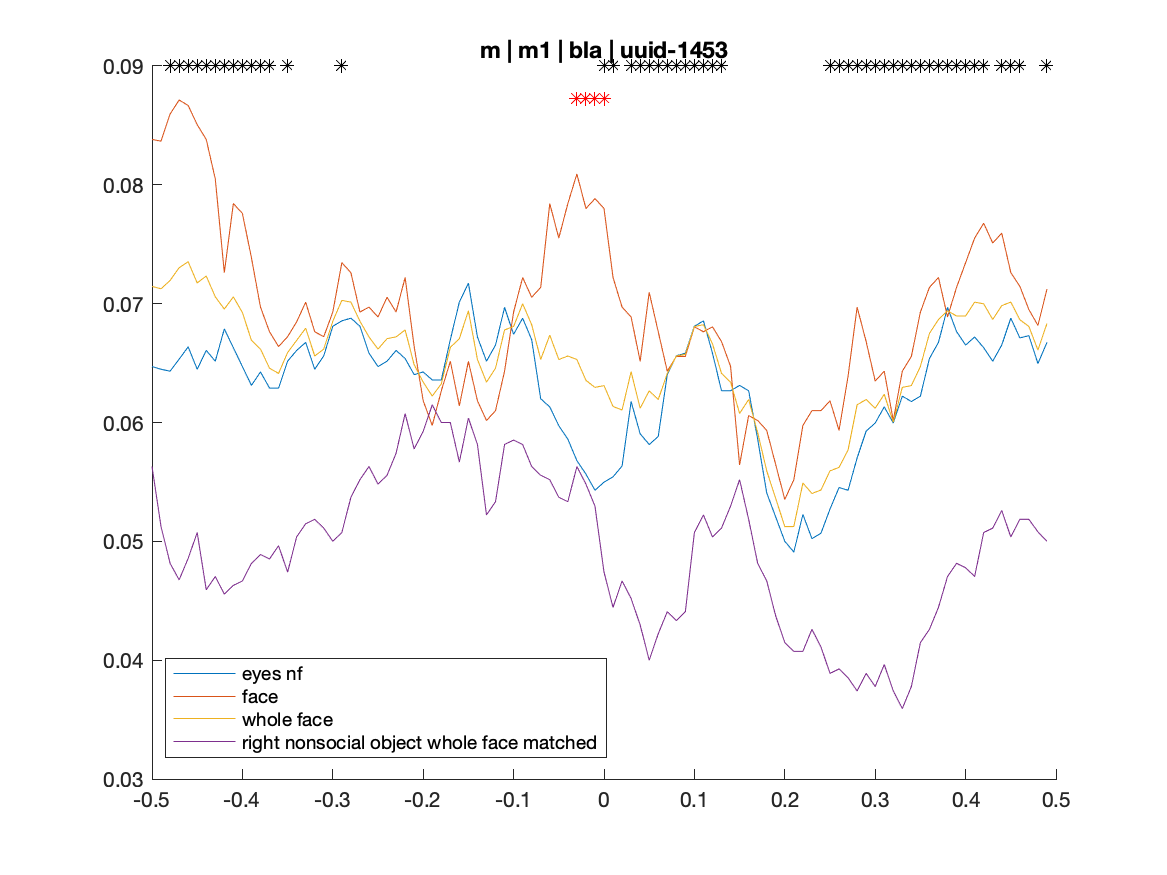 m | m1 | bla | uuid-1453
0.09
0.08
0.07
0.06
0.05
0.04
0.03
eyes nf
face
whole face
right nonsocial object whole face matched
-0.5 -0.4 -0.3 -0.2 -0.1 0 0.1 0.2 0.3 0.4 0.5